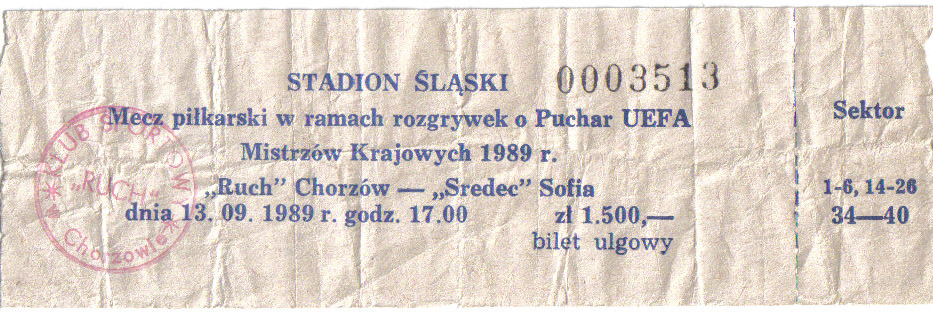 STADION ŚLĄSKI 0003513
Mecz piłkarski w ramach rozgrywek o Puchar UEFA
Mistrzów Krajowych 1989 r.
„Ruch” Chorzów — „Sredec” Sofia
dnia 13. 09. 1989 r. godz. 17.00 zł 1.500,—
bilet ulgowy
Sektor
1-6, 14-26
34—40
KLUB SPORTOWY
„RUCH”
Chorzowie